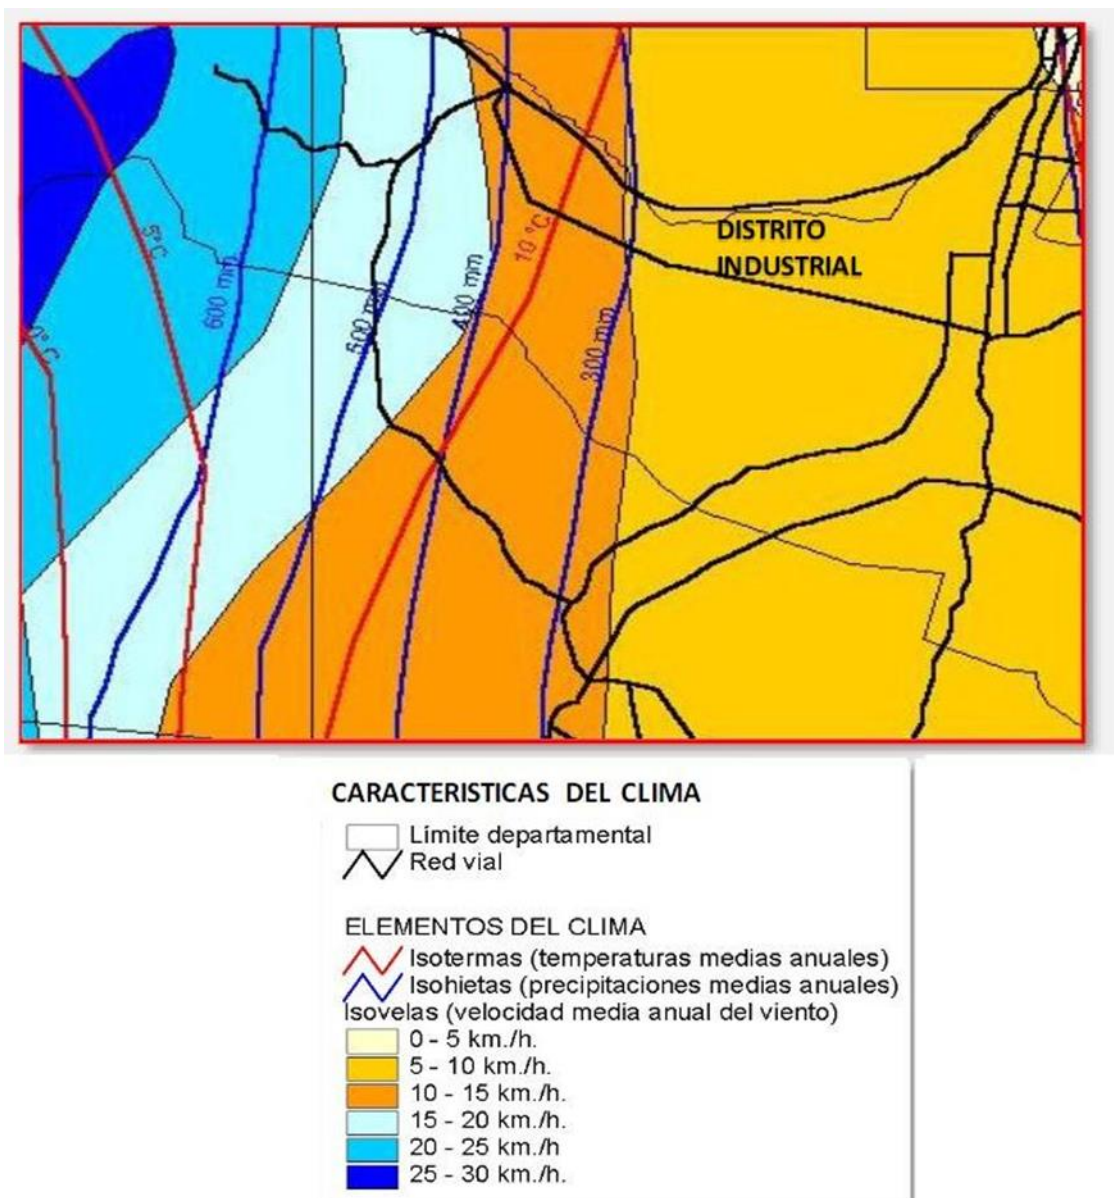 DISTRITO
INDUSTRIAL
10 °C
5°C
600 mm
mm
400 mm
300 mm
0° C
CARACTERISTICAS DEL CLIMA
Límite departamental
Red vial
ELEMENTOS DEL CLIMA
Isotermas (temperaturas medias anuales)
Isohietas (precipitaciones medias anuales)
Isovelas (velocidad media anual del viento)
0 - 5 km./h.
5 - 10 km./h.
10 - 15 km./h.
15 - 20 km./h.
20 - 25 km./h
25 - 30 km./h.